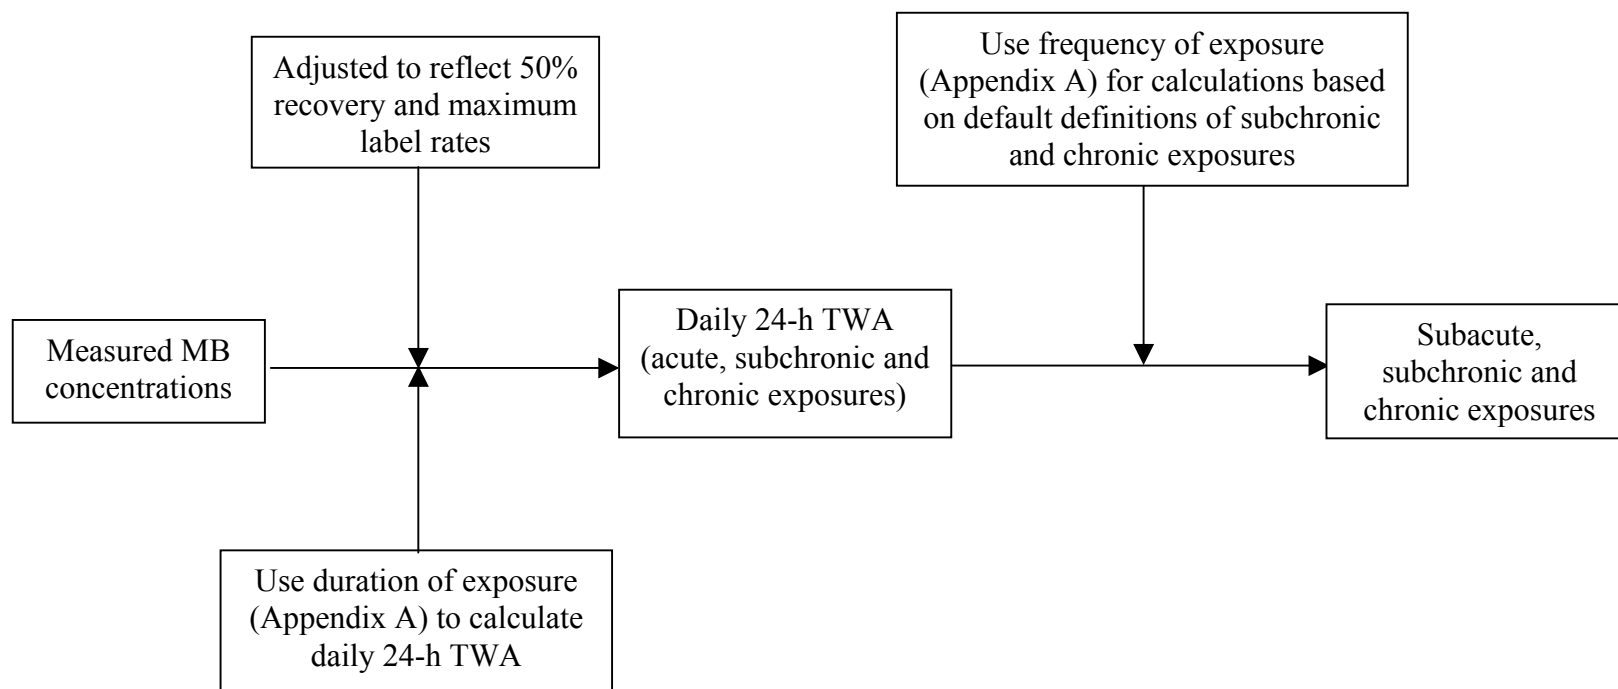 Adjusted to reflect 50%
recovery and maximum
label rates
Use frequency of exposure
(Appendix A) for calculations based
on default definitions of subchronic
and chronic exposures
Measured MB
concentrations
Daily 24-h TWA
(acute, subchronic and
chronic exposures)
Subacute,
subchronic and
chronic exposures
Use duration of exposure
(Appendix A) to calculate
daily 24-h TWA